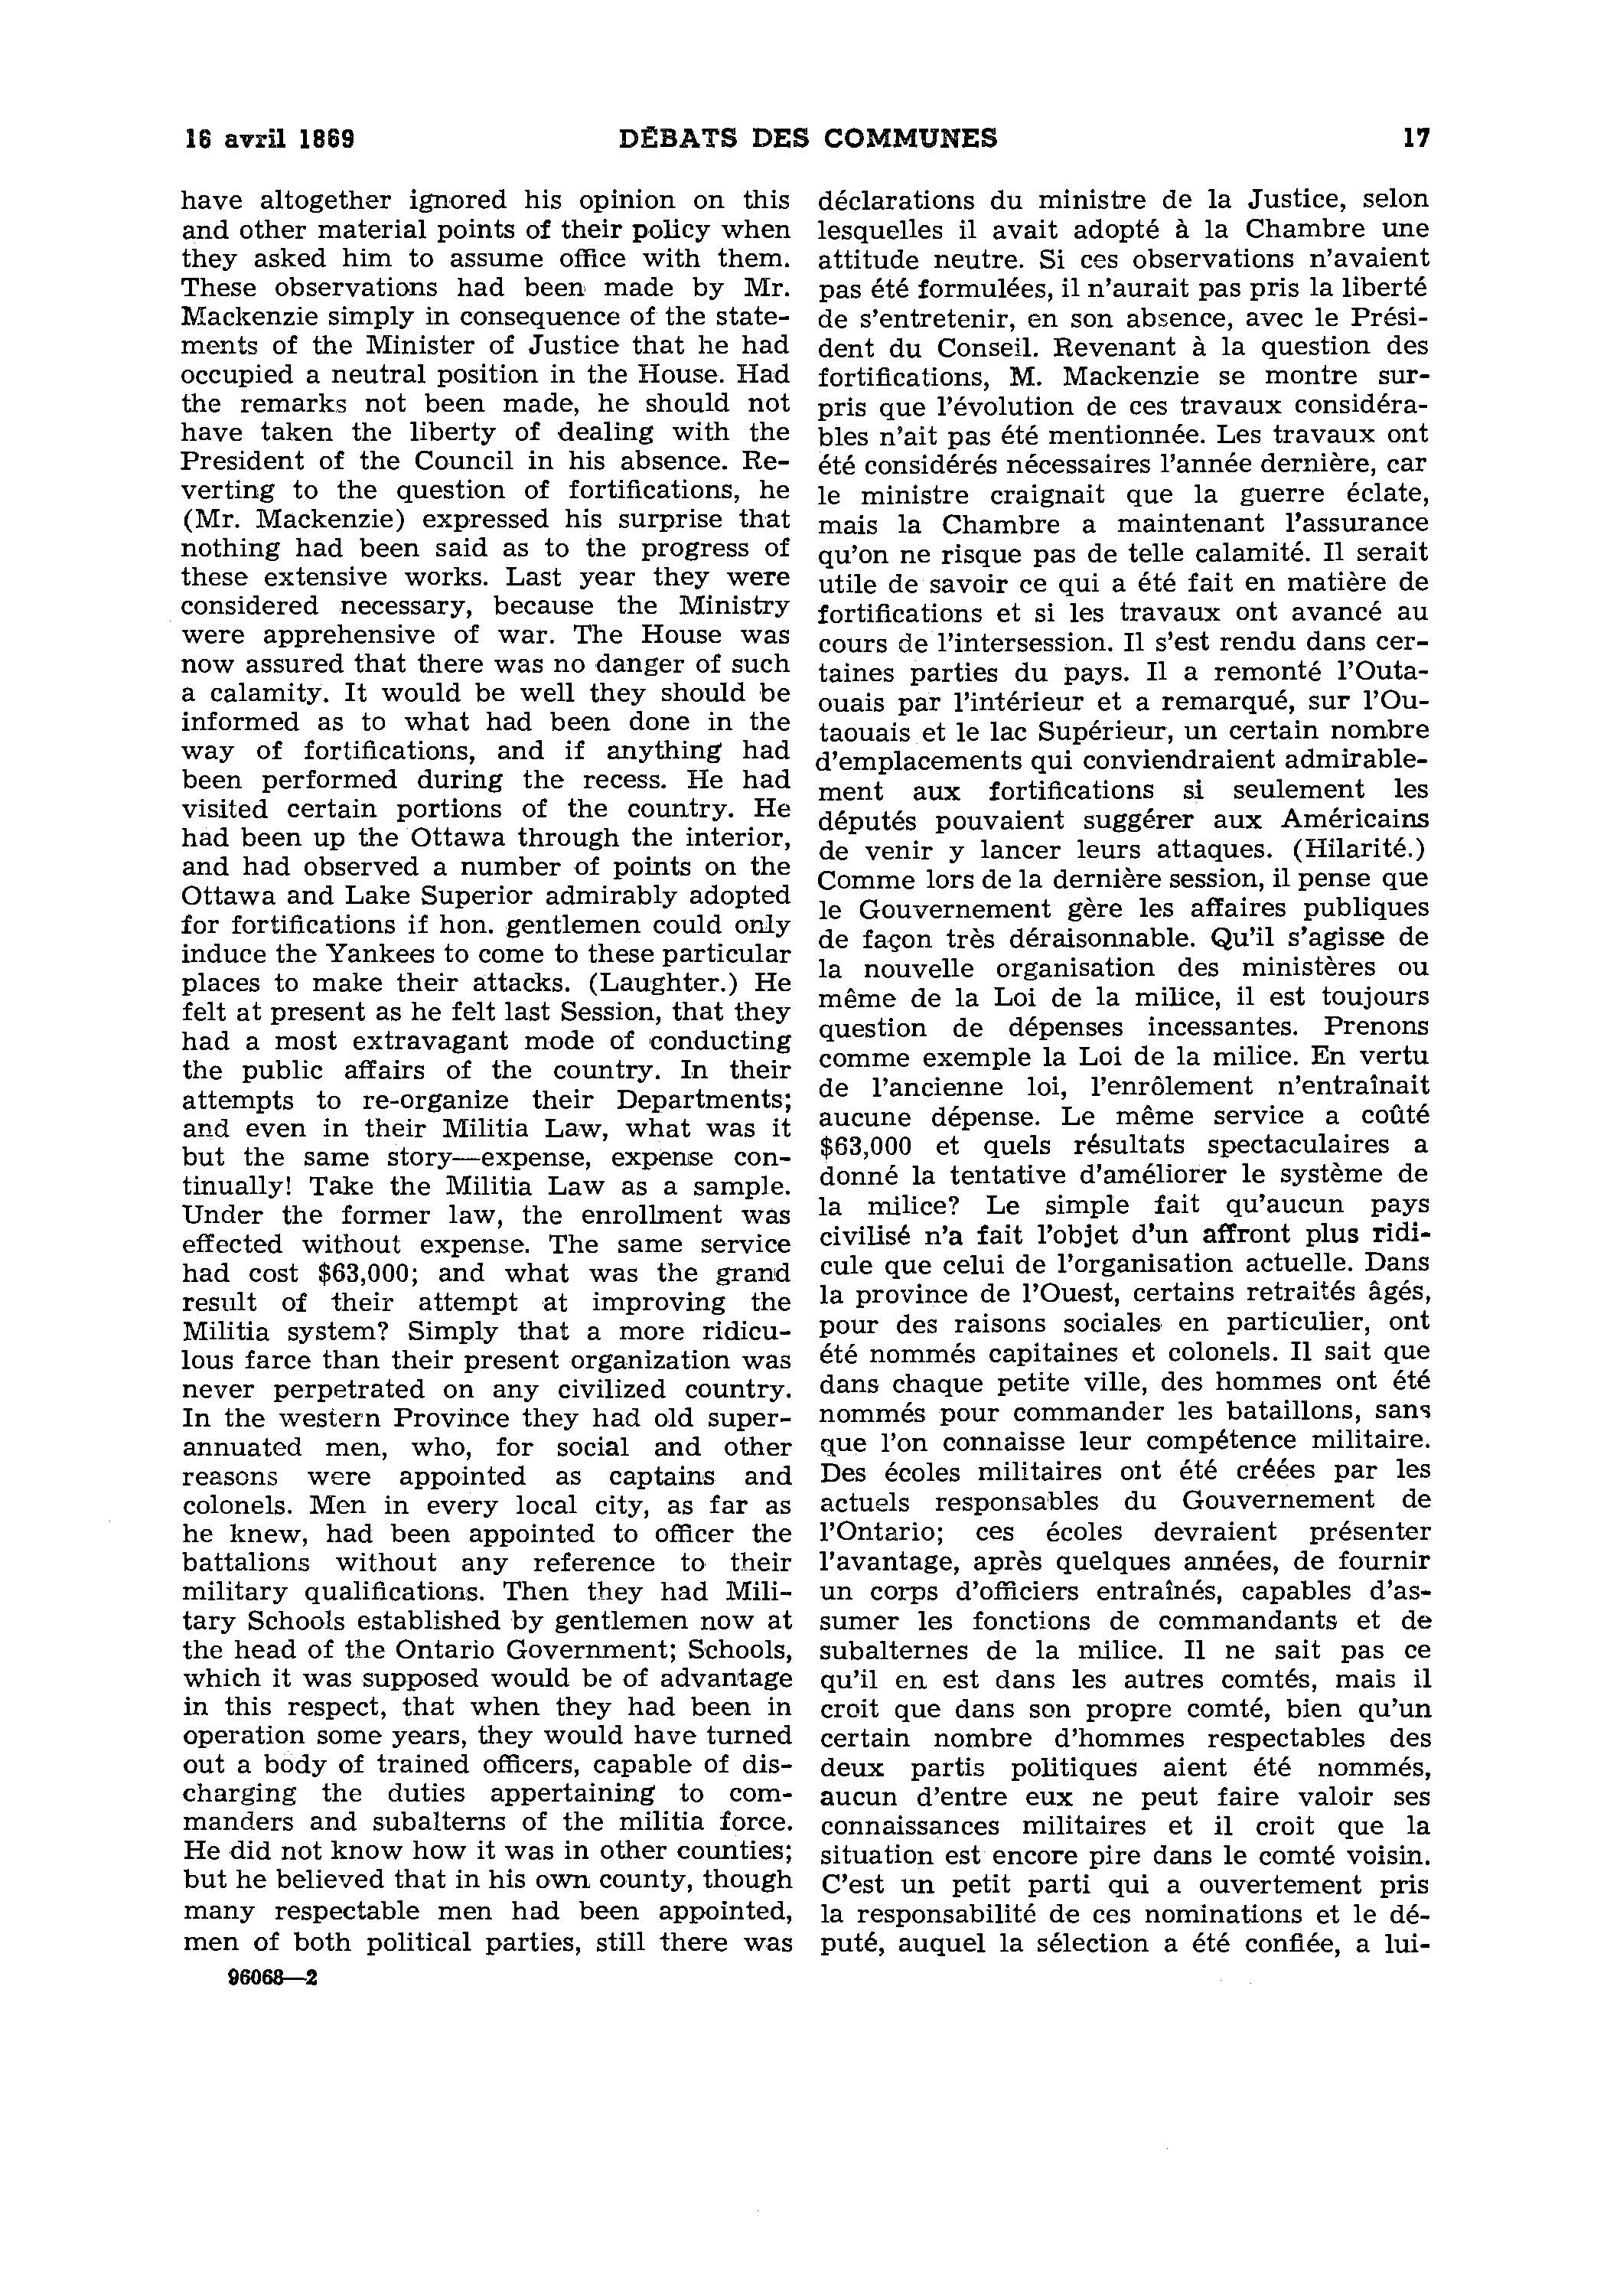 16 avril 1869 DÉBATS DES COMMUNES 17
have altogether ignored his opinion on this
and other material points of their policy when
they asked him to assume office with them.
These observations had been made by Mr.
Mackenzie simply in consequence of the state-
ments of the Minister of Justice that he had
occupied a neutral position in the House. Had
the remarks not been made, he should not
have taken the liberty of dealing with the
President of the Council in his absence. Re-
verting to the question of fortifications, he
(Mr. Mackenzie) expressed his surprise that
nothing had been said as to the progress of
these extensive works. Last year they were
considered necessary, because the Ministry
were apprehensive of war. The House was
now assured that there was no danger of such
a calamity. It would be well they should be
informed as to what had been done in the
way of fortifications, and if anything had
been performed during the recess. He had
visited certain portions of the country. He
had been up the Ottawa through the interior,
and had observed a number of points on the
Ottawa and Lake Superior admirably adopted
for fortifications if hon. gentlemen could only
induce the Yankees to come to these particular
places to make their attacks. (Laughter.) He
felt at present as he felt last Session, that they
had a most extravagant mode of conducting
the public affairs of the country. In their
attempts to re-organize their Departments;
and even in their Militia Law, what was it
but the same story—expense, expense con-
tinually! Take the Militia Law as a sample.
Under the former law, the enrollment was
effected without expense. The same service
had cost $63,000; and what was the grand
result of their attempt at improving the
Militia system? Simply that a more ridicu-
lous farce than their present organization was
never perpetrated on any civilized country.
In the western Province they had old super-
annuated men, who, for social and other
reasons were appointed as captains and
colonels. Men in every local city, as far as
he knew, had been appointed to officer the
battalions without any reference to their
military qualifications. Then they had Mili-
tary Schools established by gentlemen now at
the head of the Ontario Government; Schools,
which it was supposed would be of advantage
in this respect, that when they had been in
operation some years, they would have turned
out a body of trained officers, capable of dis-
charging the duties appertaining to com-
manders and subalterns of the militia force.
He did not know how it was in other counties;
but he believed that in his own county, though
many respectable men had been appointed,
men of both political parties, still there was
96068—2
déclarations du ministre de la Justice, selon
lesquelles il avait adopté à la Chambre une
attitude neutre. Si ces observations n'avaient
pas été formulées, il n'aurait pas pris la liberté
de s'entretenir, en son absence, avec le Prési-
dent du Conseil. Revenant à la question des
fortifications, M. Mackenzie se montre sur-
pris que l'évolution de ces travaux considéra-
bles n'ait pas été mentionnée. Les travaux ont
été considérés nécessaires l'année dernière, car
le ministre craignait que la guerre éclate,
mais la Chambre a maintenant l'assurance
qu'on ne risque pas de telle calamité. Il serait
utile de savoir ce qui a été fait en matière de
fortifications et si les travaux ont avancé au
cours de l'intersession. Il s'est rendu dans cer-
taines parties du pays. Il a remonté l'Outa-
ouais par l'intérieur et a remarqué, sur l'Ou-
taouais et le lac Supérieur, un certain nombre
d'emplacements qui conviendraient admirable-
ment aux fortifications si seulement les
députés pouvaient suggérer aux Américains
de venir y lancer leurs attaques. (Hilarité.)
Comme lors de la dernière session, il pense que
le Gouvernement gère les affaires publiques
de façon très déraisonnable. Qu'il s'agisse de
la nouvelle organisation des ministères ou
même de la Loi de la milice, il est toujours
question de dépenses incessantes. Prenons
comme exemple la Loi de la milice. En vertu
de l'ancienne loi, l'enrôlement n'entraînait
aucune dépense. Le même service a coûté
$63,000 et quels résultats spectaculaires a
donné la tentative d'améliorer le système de
la milice? Le simple fait qu'aucun pays
civilisé n'a fait l'objet d'un affront plus ridi-
cule que celui de l'organisation actuelle. Dans
la province de l'Ouest, certains retraités âgés,
pour des raisons sociales en particulier, ont
été nommés capitaines et colonels. Il sait que
dans chaque petite ville, des hommes ont été
nommés pour commander les bataillons, sans
que l'on connaisse leur compétence militaire.
Des écoles militaires ont été créées par les
actuels responsables du Gouvernement de
l'Ontario; ces écoles devraient présenter
l'avantage, après quelques années, de fournir
un corps d'officiers entraînés, capables d'as-
sumer les fonctions de commandants et de
subalternes de la milice. Il ne sait pas ce
qu'il en est dans les autres comtés, mais il
croit que dans son propre comté, bien qu'un
certain nombre d'hommes respectables des
deux partis politiques aient été nommés,
aucun d'entre eux ne peut faire valoir ses
connaissances militaires et il croit que la
situation est encore pire dans le comté voisin.
C'est un petit parti qui a ouvertement pris
la responsabilité de ces nominations et le dé-
puté, auquel la sélection a été confiée, a lui-